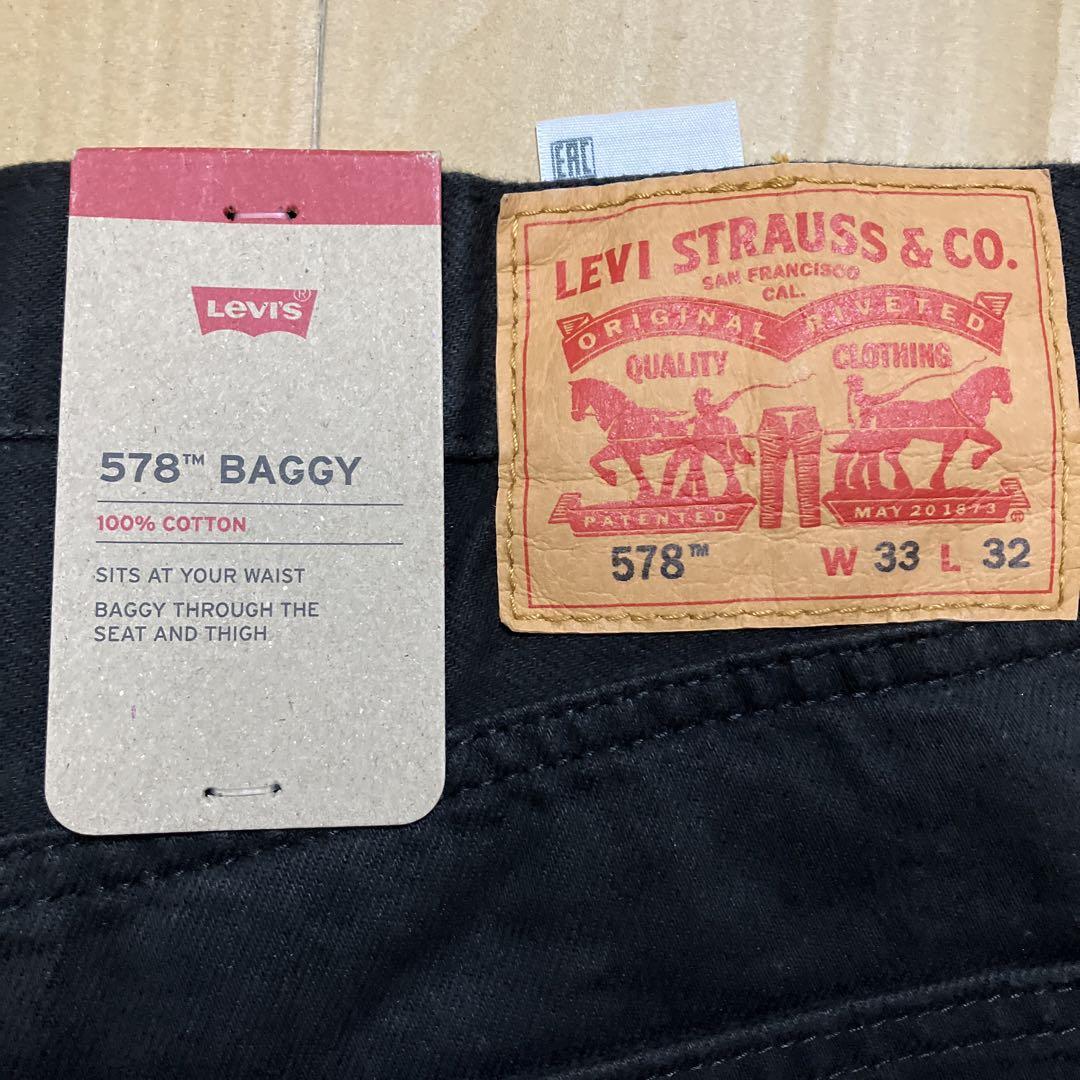 LEVI'S®
578™ BAGGY
100% COTTON
SITS AT YOUR WAIST
BAGGY THROUGH THE
SEAT AND THIGH
EAC
LEVI STRAUSS & CO.
SAN FRANCISCO
CAL.
ORIGINAL RIVETED
QUALITY CLOTHING
PATENTED MAY 20 1873 ®
578™ W 33 L 32